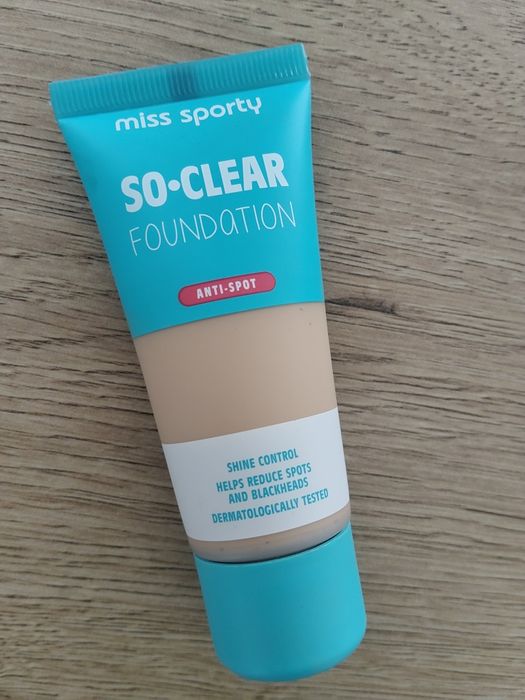 miss sporty
SO•CLEAR
FOUNDATION
ANTI-SPOT
SHINE CONTROL
HELPS REDUCE SPOTS
AND BLACKHEADS
DERMATOLOGICALLY TESTED